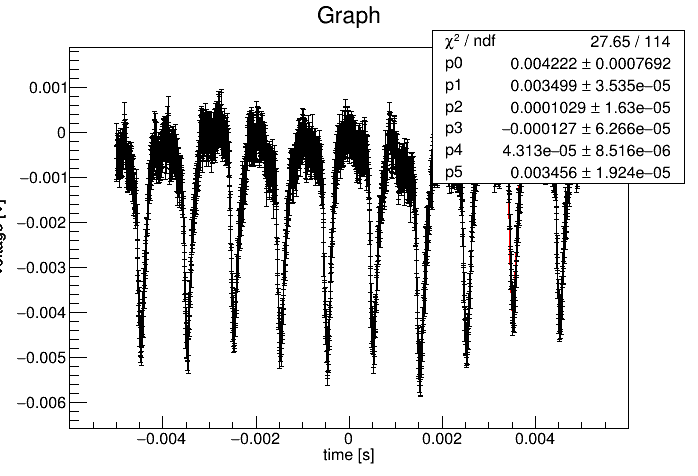 Graph
χ² / ndf 27.65 / 114
p0 0.004222 ± 0.0007692
p1 0.003499 ± 3.535e−05
p2 0.0001029 ± 1.63e−05
p3 −0.000127 ± 6.266e−05
p4 4.313e−05 ± 8.516e−06
p5 0.003456 ± 1.924e−05
0.001
0
−0.001
−0.002
−0.003
−0.004
−0.005
−0.006
−0.004 −0.002 0 0.002 0.004
time [s]